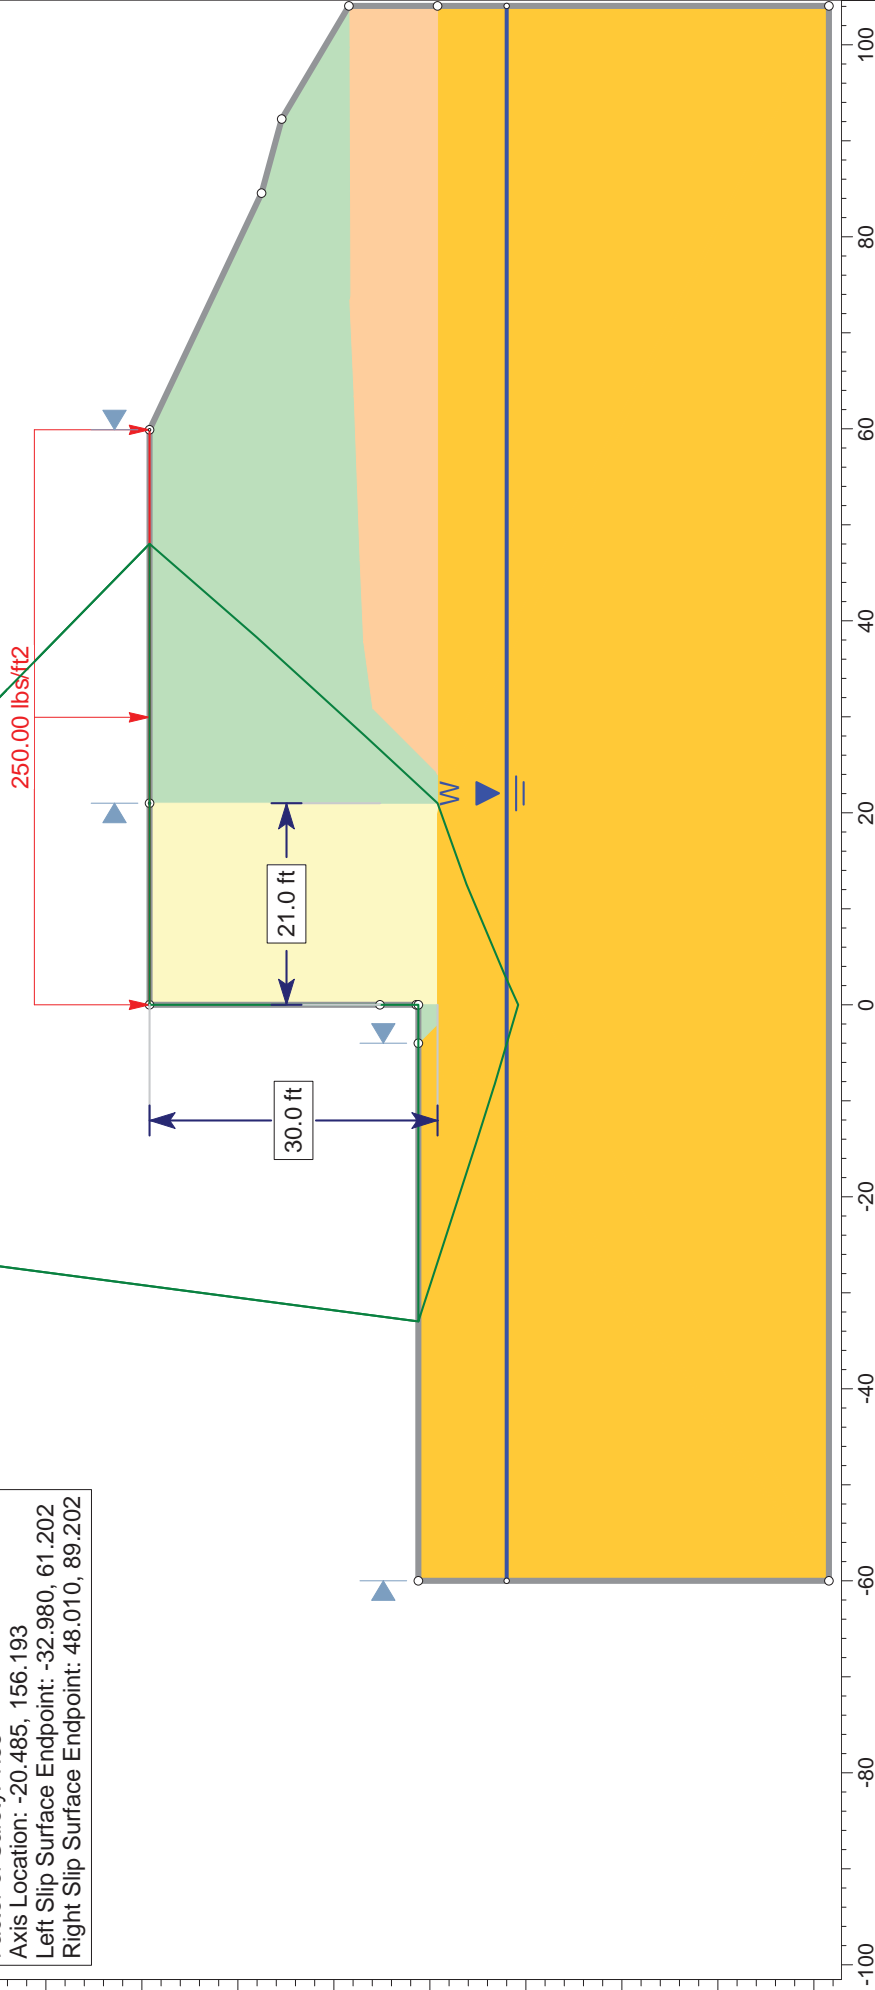 Axis Location: -20.485, 156.193
Left Slip Surface Endpoint: -32.980, 61.202
Right Slip Surface Endpoint: 48.010, 89.202
250.00 lbs/ft2
30.0 ft
21.0 ft
W
-100
-80
-60
-40
-20
0
20
40
60
80
100